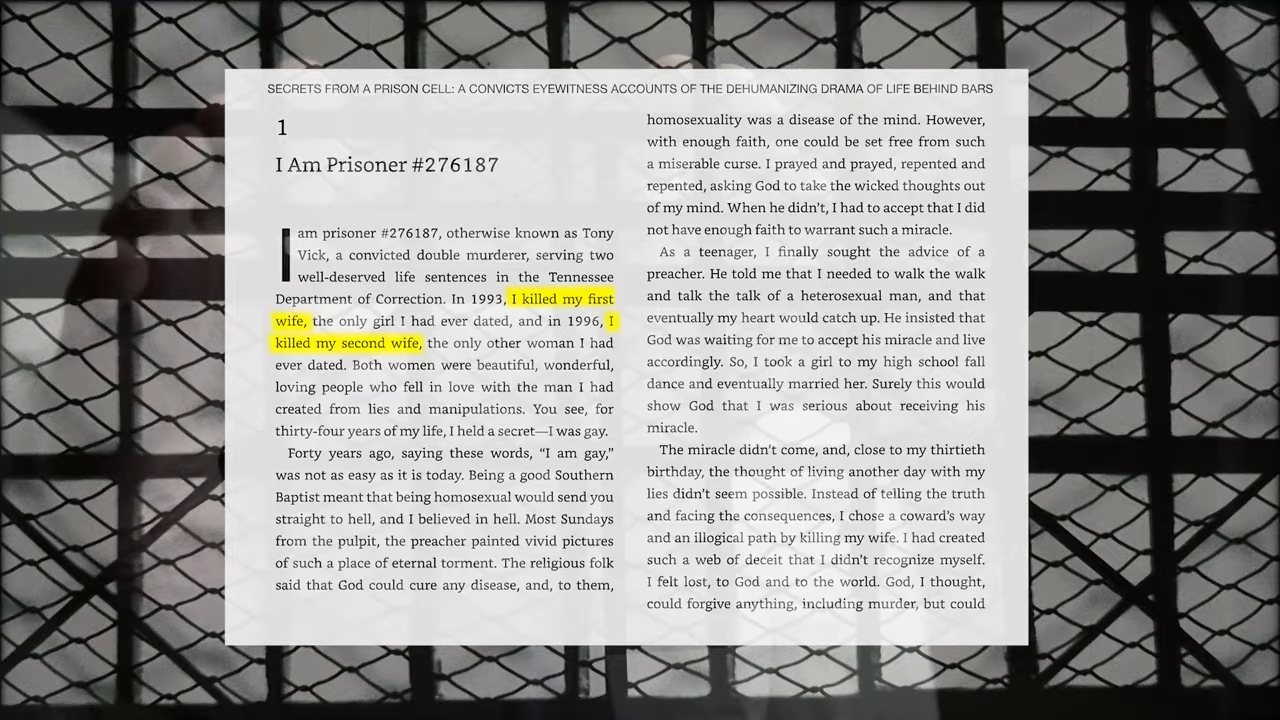 SECRETS FROM A PRISON CELL: A CONVICTS EYEWITNESS ACCOUNTS OF THE DEHUMANIZING DRAMA OF LIFE BEHIND BARS
1
I Am Prisoner #276187
I am prisoner #276187, otherwise known as Tony
Vick, a convicted double murderer, serving two
well-deserved life sentences in the Tennessee
Department of Correction. In 1993, I killed my first
wife, the only girl I had ever dated, and in 1996, I
killed my second wife, the only other woman I had
ever dated. Both women were beautiful, wonderful,
loving people who fell in love with the man I had
created from lies and manipulations. You see, for
thirty-four years of my life, I held a secret—I was gay.
Forty years ago, saying these words, “I am gay,”
was not as easy as it is today. Being a good Southern
Baptist meant that being homosexual would send you
straight to hell, and I believed in hell. Most Sundays
from the pulpit, the preacher painted vivid pictures
of such a place of eternal torment. The religious folk
said that God could cure any disease, and, to them,
homosexuality was a disease of the mind. However,
with enough faith, one could be set free from such
a miserable curse. I prayed and prayed, repented and
repented, asking God to take the wicked thoughts out
of my mind. When he didn’t, I had to accept that I did
not have enough faith to warrant such a miracle.
As a teenager, I finally sought the advice of a
preacher. He told me that I needed to walk the walk
and talk the talk of a heterosexual man, and that
eventually my heart would catch up. He insisted that
God was waiting for me to accept his miracle and live
accordingly. So, I took a girl to my high school fall
dance and eventually married her. Surely this would
show God that I was serious about receiving his
miracle.
The miracle didn’t come, and, close to my thirtieth
birthday, the thought of living another day with my
lies didn’t seem possible. Instead of telling the truth
and facing the consequences, I chose a coward’s way
and an illogical path by killing my wife. I had created
such a web of deceit that I didn’t recognize myself.
I felt lost, to God and to the world. God, I thought,
could forgive anything, including murder, but could